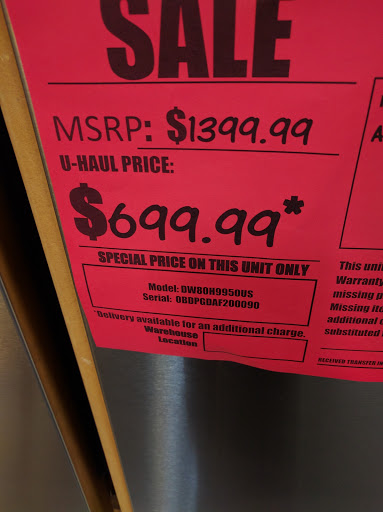 SALE
MSRP: $1399.99
U-HAUL PRICE:
$699.99*
SPECIAL PRICE ON THIS UNIT ONLY
Model: DW80H9950US
Serial: 0BDPGDAF200090
*Delivery available for an additional charge.
Warehouse
Location
A
This unit
Warranty
missing p
Missing ite
additional
substituted
RECEIVED TRANSFER IN